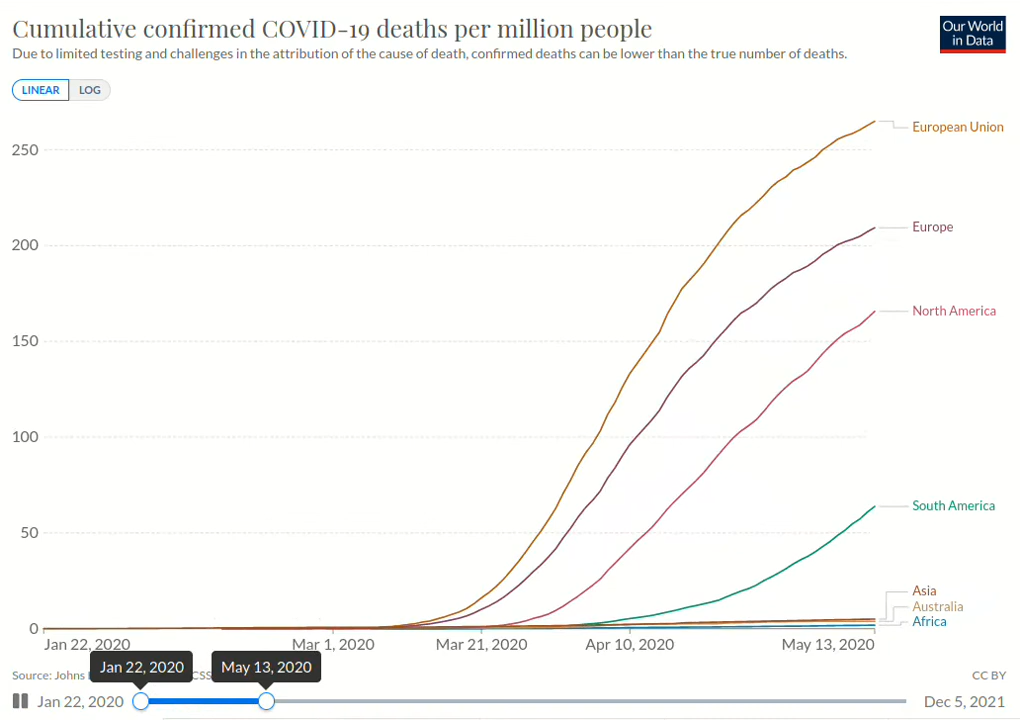 Cumulative confirmed COVID-19 deaths per million people
Due to limited testing and challenges in the attribution of the cause of death, confirmed deaths can be lower than the true number of deaths.
Our World
in Data
LINEAR LOG
250
200
150
100
50
0
European Union
Europe
North America
South America
Asia
Australia
Africa
Jan 22, 2020 Mar 1, 2020 Mar 21, 2020 Apr 10, 2020 May 13, 2020
Jan 22, 2020 May 13, 2020
Source: Johns CSS CC BY
Jan 22, 2020 Dec 5, 2021